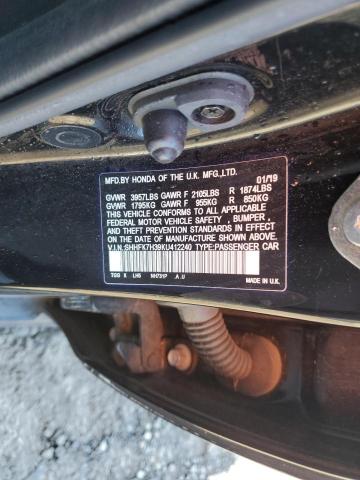 MFD.BY HONDA OF THE U.K. MFG.,LTD. 01/19
GVWR 3957LBS GAWR F 2105LBS R 1874LBS
GVWR 1795KG GAWR F 955KG R 850KG
THIS VEHICLE CONFORMS TO ALL APPLICABLE
FEDERAL MOTOR VEHICLE SAFETY , BUMPER ,
AND THEFT PREVENTION STANDARDS IN EFFECT
ON THE DATE OF MANUFACTURE SHOWN ABOVE.
V.I.N.:SHHFK7H39KU412240 TYPE:PASSENGER CAR
MADE IN U.K.